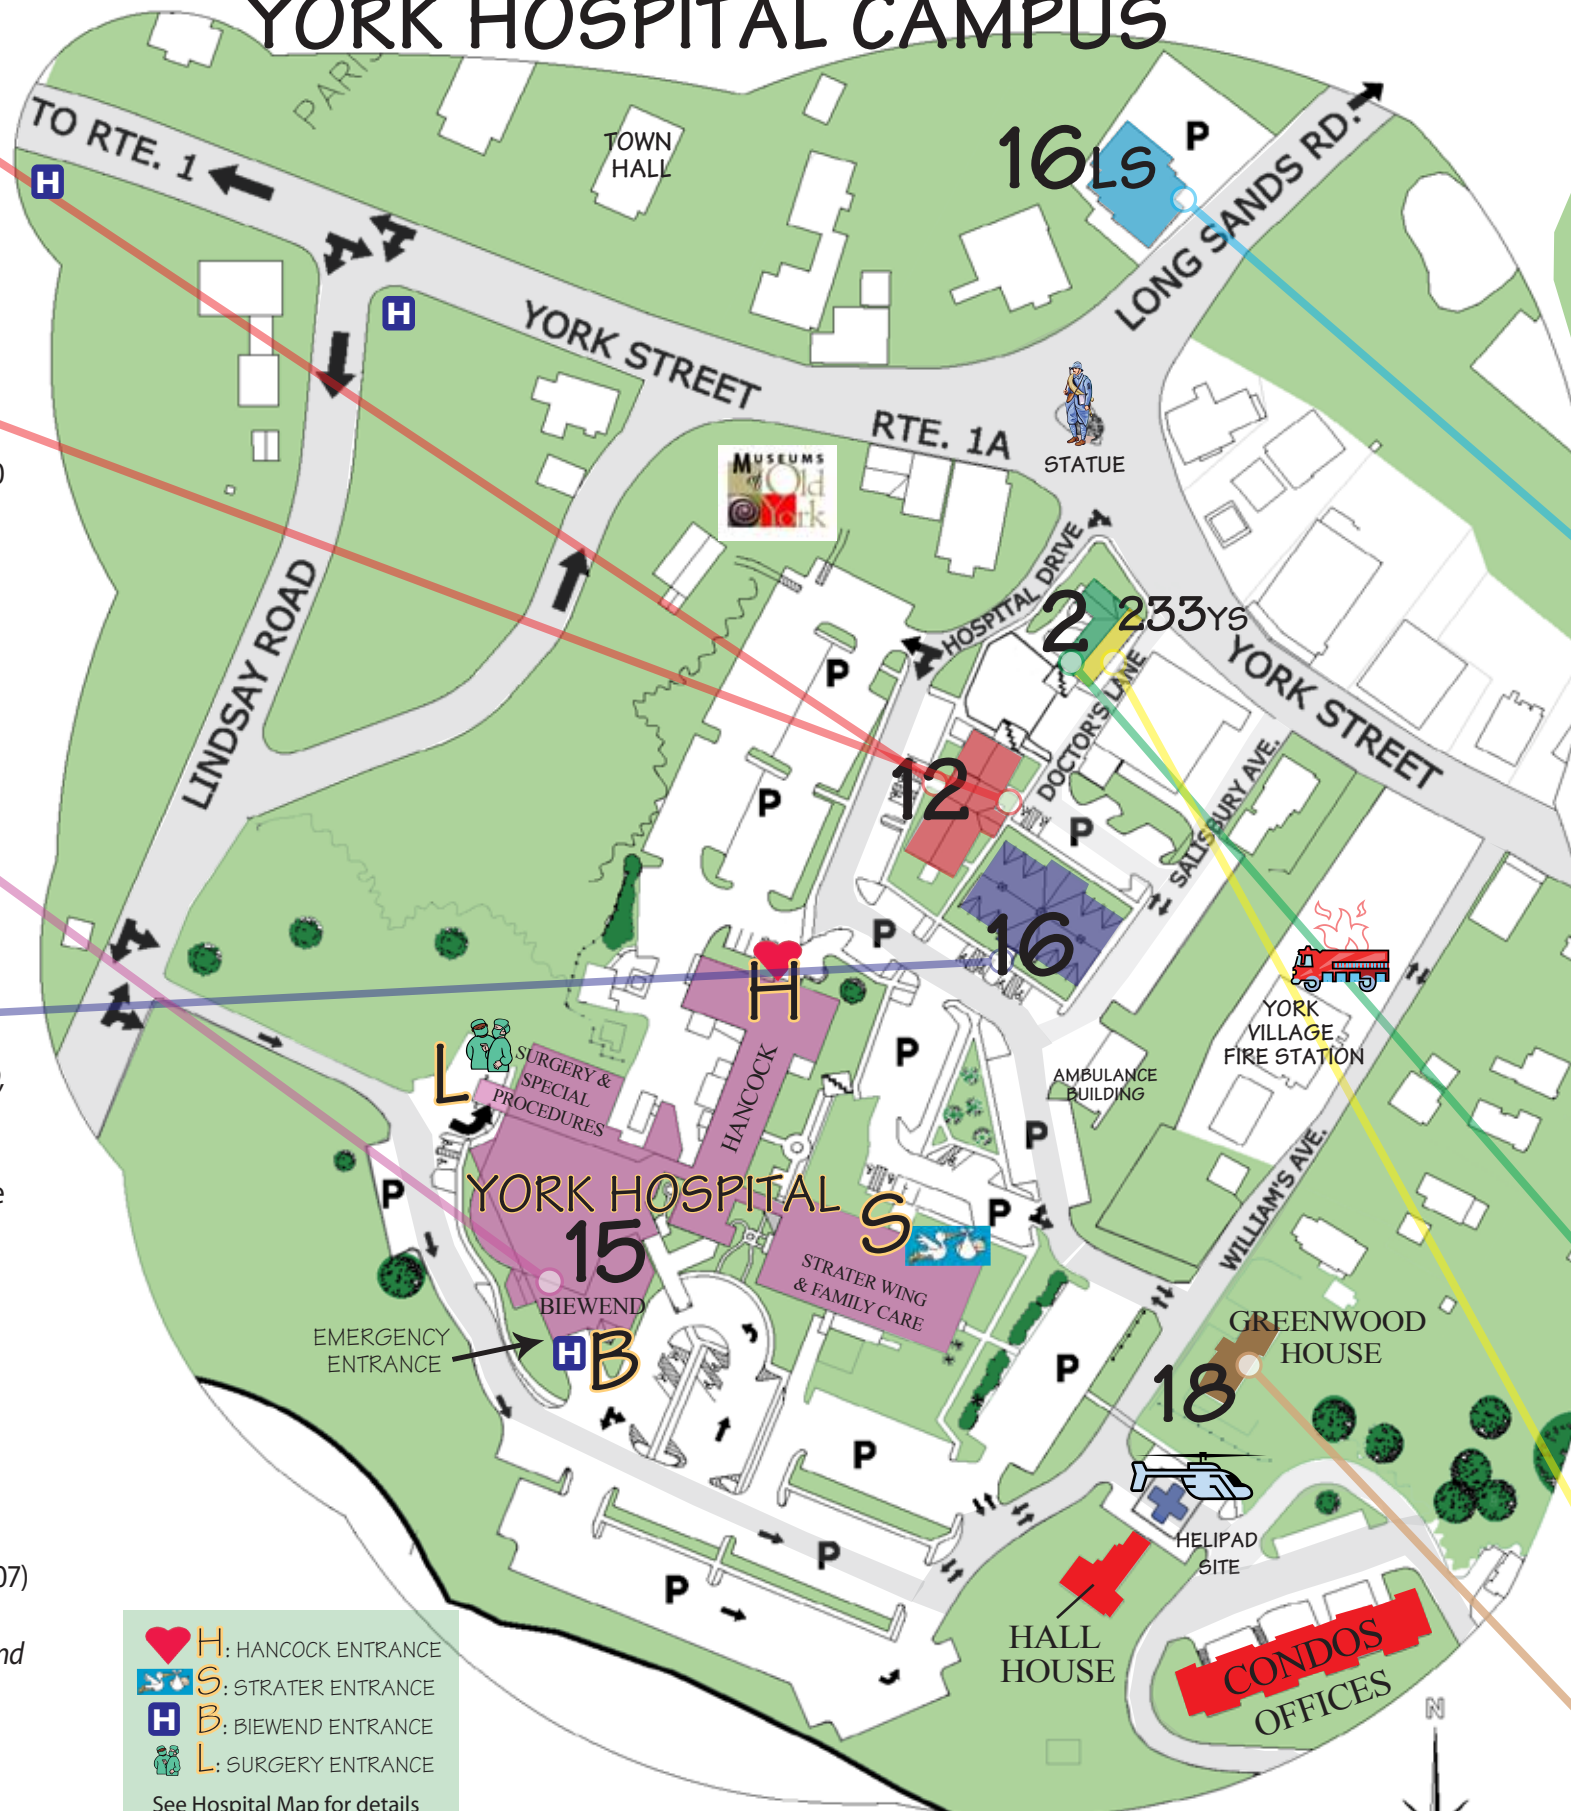 YORK HOSPITAL CAMPUS
PARIS
TO RTE. 1
H
TOWN
HALL
16LS
P
LONG SANDS RD.
H
YORK STREET
RTE. 1A
STATUE
MUSEUMS
of Old
York
HOSPITAL DRIVE
2
233YS
YORK STREET
LINDSAY ROAD
P
DOCTOR'S LANE
12
P
P
SALISBURY AVE.
16
P
H
YORK
VILLAGE
FIRE STATION
L
SURGERY &
SPECIAL
PROCEDURES
HANCOCK
P
AMBULANCE
BUILDING
P
WILLIAM'S AVE.
P
YORK HOSPITAL
S
P
15
STRATER WING
& FAMILY CARE
BIEWEND
EMERGENCY
ENTRANCE
H
B
GREENWOOD
HOUSE
18
P
P
HELIPAD
SITE
P
P
HALL
HOUSE
CONDOS
OFFICES
N
07)
nd
H: HANCOCK ENTRANCE
S: STRATER ENTRANCE
H B: BIEWEND ENTRANCE
L: SURGERY ENTRANCE
See Hospital Map for details